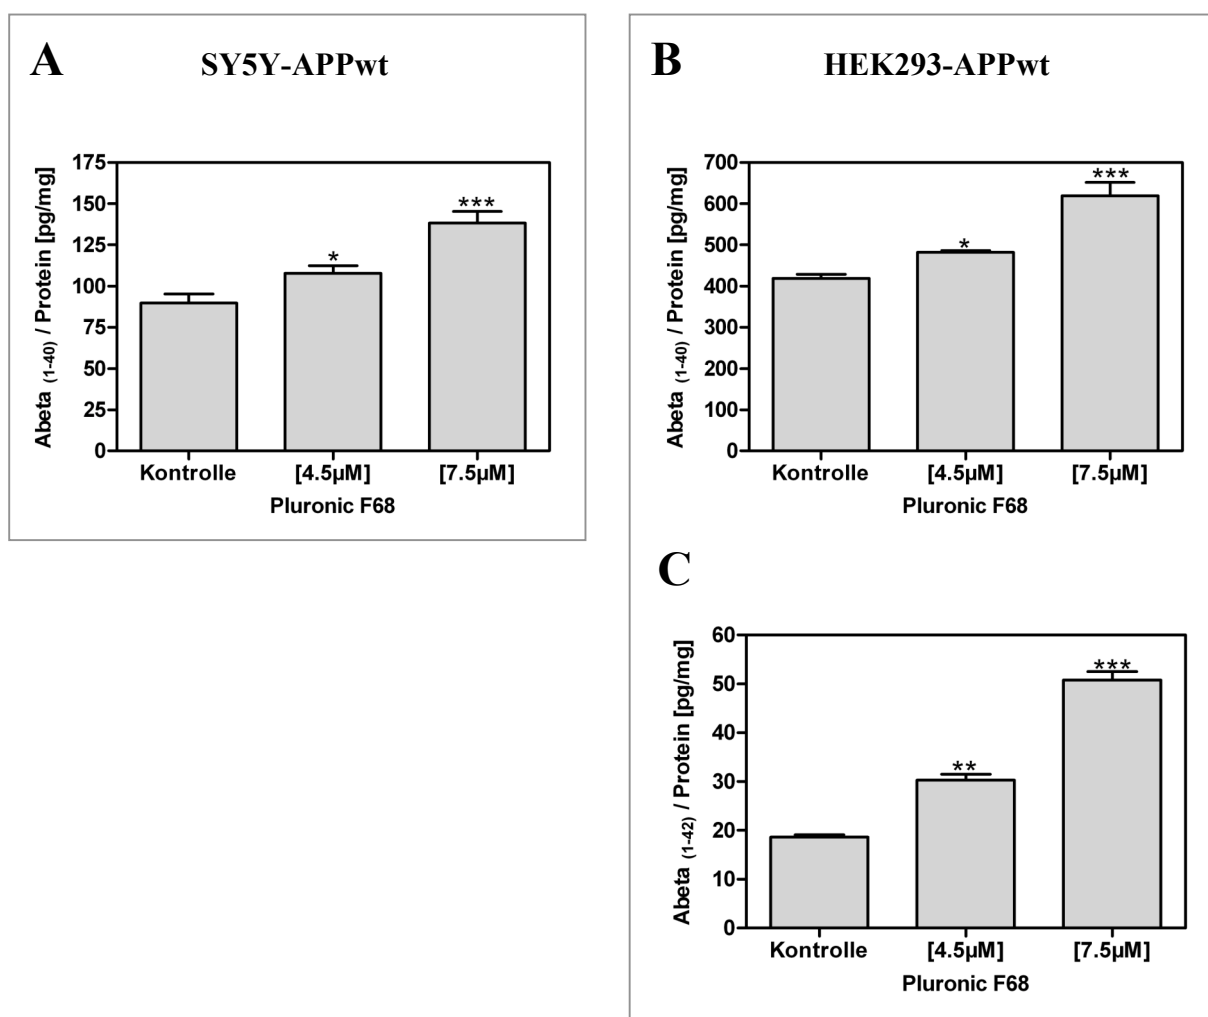 A
SY5Y-APPwt
Abeta (1-40) / Protein [pg/mg]
175
150
125
100
75
50
25
0
*
***
Kontrolle
[4.5µM]
[7.5µM]
Pluronic F68
B
HEK293-APPwt
Abeta (1-40) / Protein [pg/mg]
700
600
500
400
300
200
100
0
*
***
Kontrolle
[4.5µM]
[7.5µM]
Pluronic F68
C
Abeta (1-42) / Protein [pg/mg]
60
50
40
30
20
10
0
**
***
Kontrolle
[4.5µM]
[7.5µM]
Pluronic F68